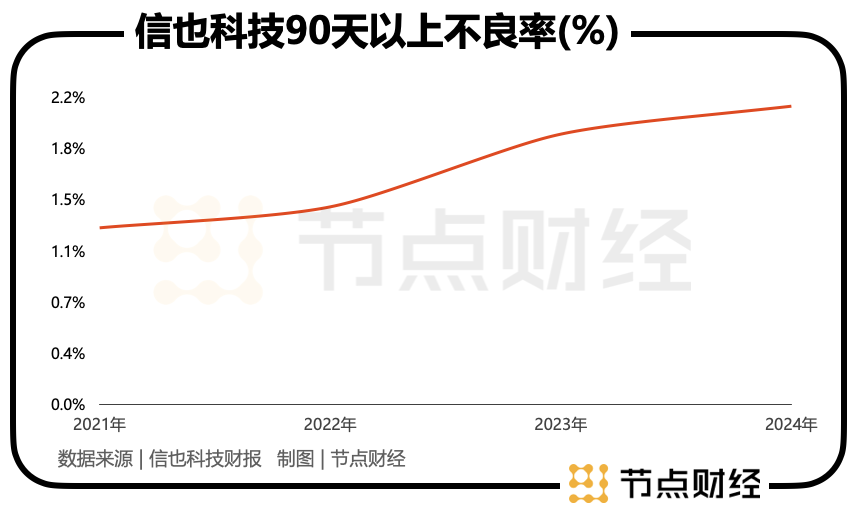 信也科技90天以上不良率(%)
2.2%
1.8%
1.5%
1.1%
0.7%
0.4%
0.0%
节点财经
2021年 2022年 2023年 2024年
数据来源 | 信也科技财报 制图 | 节点财经
节点财经